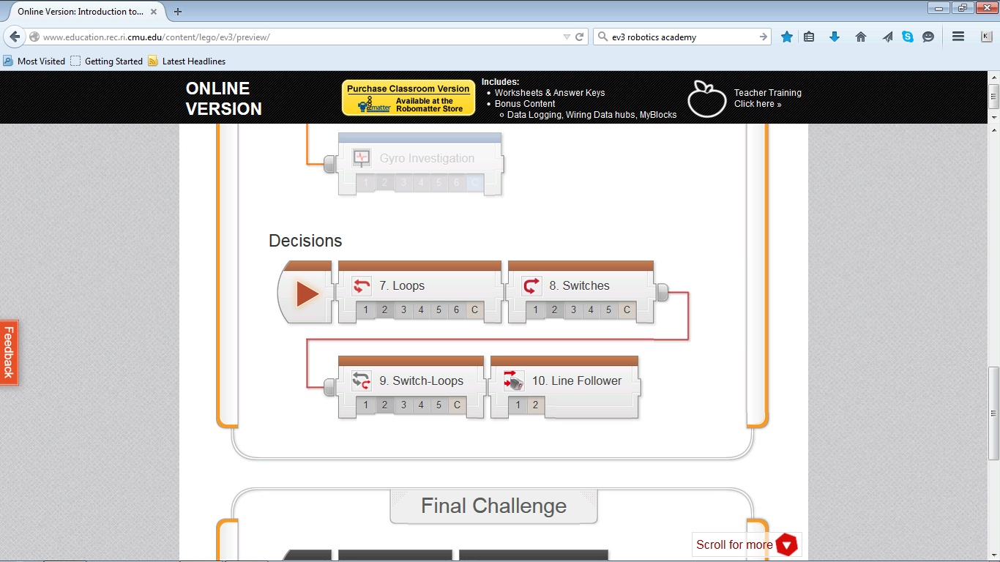 Online Version: Introduction to...
www.education.rec.ri.cmu.edu/content/lego/ev3/preview/
ev3 robotics academy
Most Visited
Getting Started
Latest Headlines
ONLINE
VERSION
Purchase Classroom Version
Available at the
Robomatter Store
Includes:
Worksheets & Answer Keys
Bonus Content
Data Logging, Wiring Data hubs, MyBlocks
Teacher Training
Click here »
Gyro Investigation
1 2 3 4 5 6 C
Decisions
7. Loops
1 2 3 4 5 6 C
8. Switches
1 2 3 4 5 C
Feedback
9. Switch-Loops
1 2 3 4 5 C
10. Line Follower
1 2
Final Challenge
Scroll for more